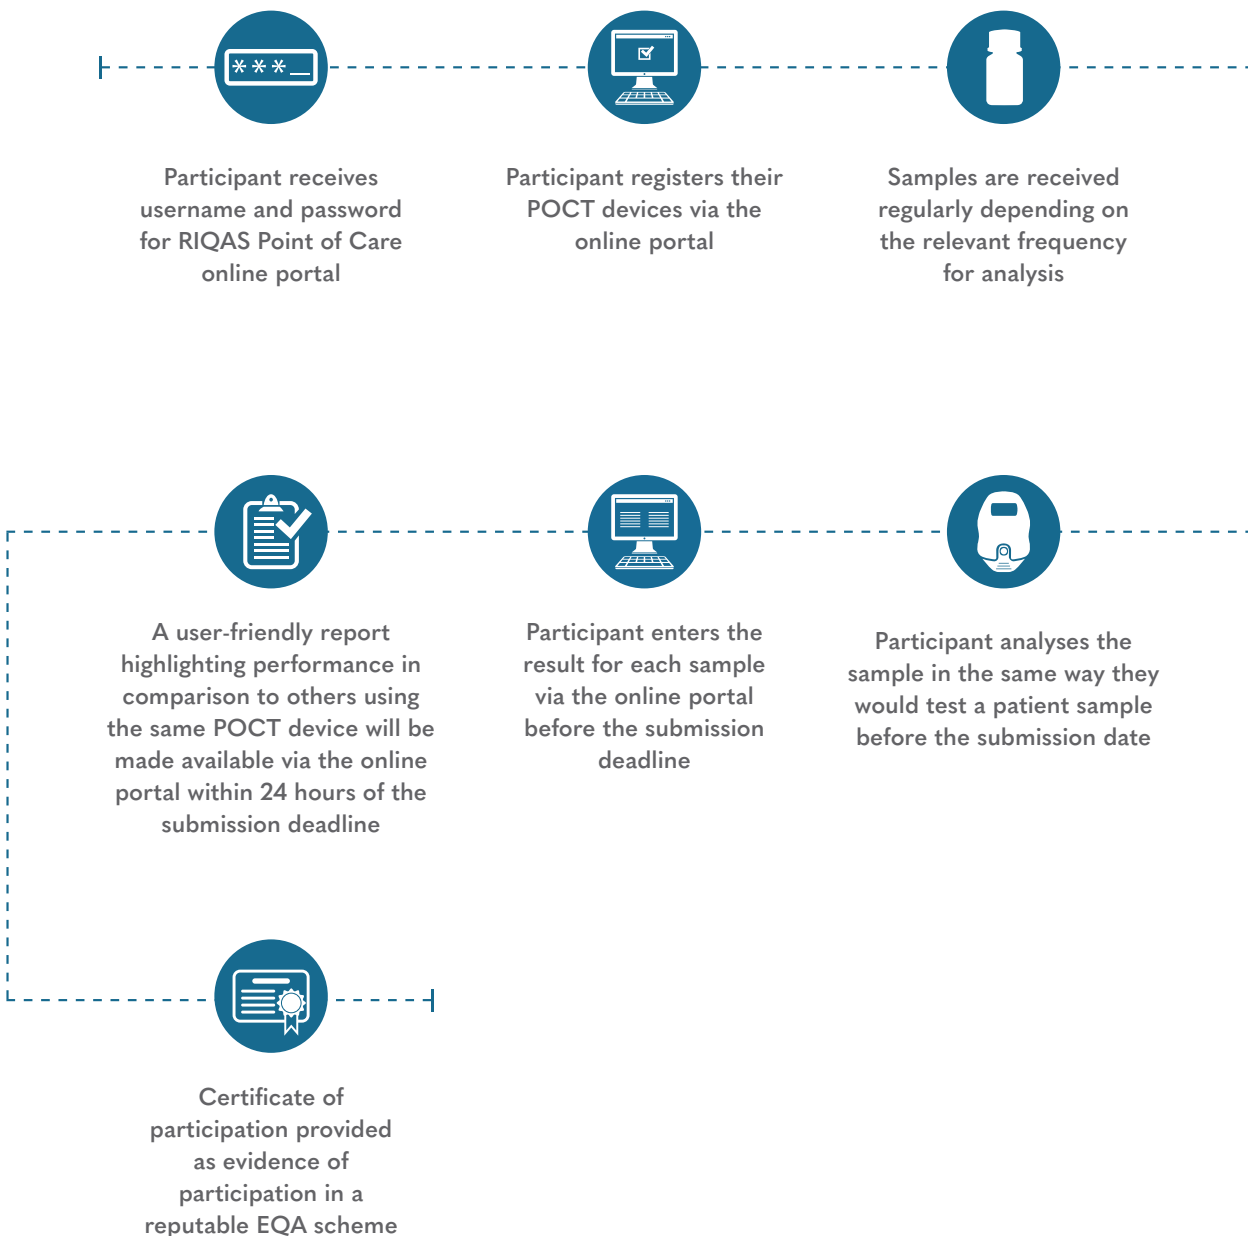 ***_
Participant receives
username and password
for RIQAS Point of Care
online portal
Participant registers their
POCT devices via the
online portal
Samples are received
regularly depending on
the relevant frequency
for analysis
Participant analyses the
sample in the same way they
would test a patient sample
before the submission date
Participant enters the
result for each sample
via the online portal
before the submission
deadline
A user-friendly report
highlighting performance in
comparison to others using
the same POCT device will be
made available via the online
portal within 24 hours of the
submission deadline
Certificate of
participation provided
as evidence of
participation in a
reputable EQA scheme